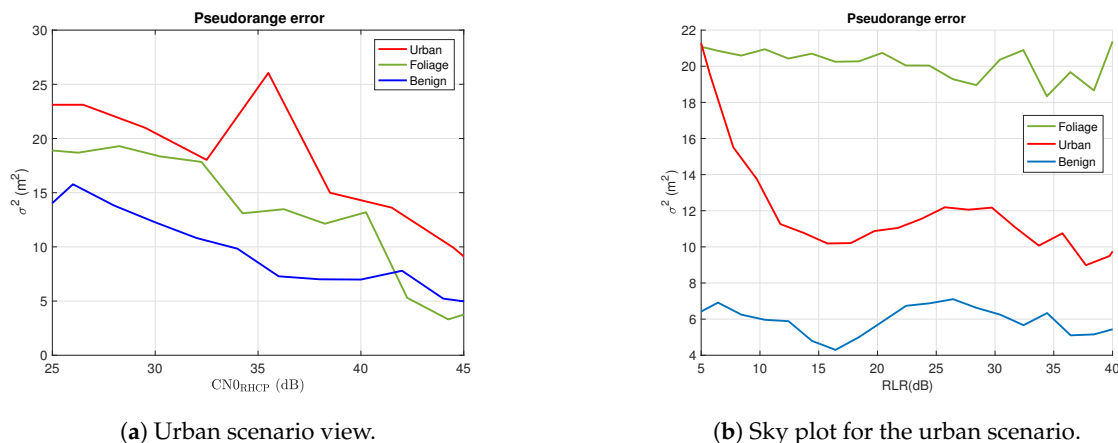 Pseudorange error
30
25
20
15
10
5
0
σ² (m²)
25 30 35 40 45
CN0RHCP (dB)
Urban
Foliage
Benign
(a) Urban scenario view.
Pseudorange error
22
20
18
16
14
12
10
8
6
4
σ² (m²)
5 10 15 20 25 30 35 40
RLR(dB)
Foliage
Urban
Benign
(b) Sky plot for the urban scenario.